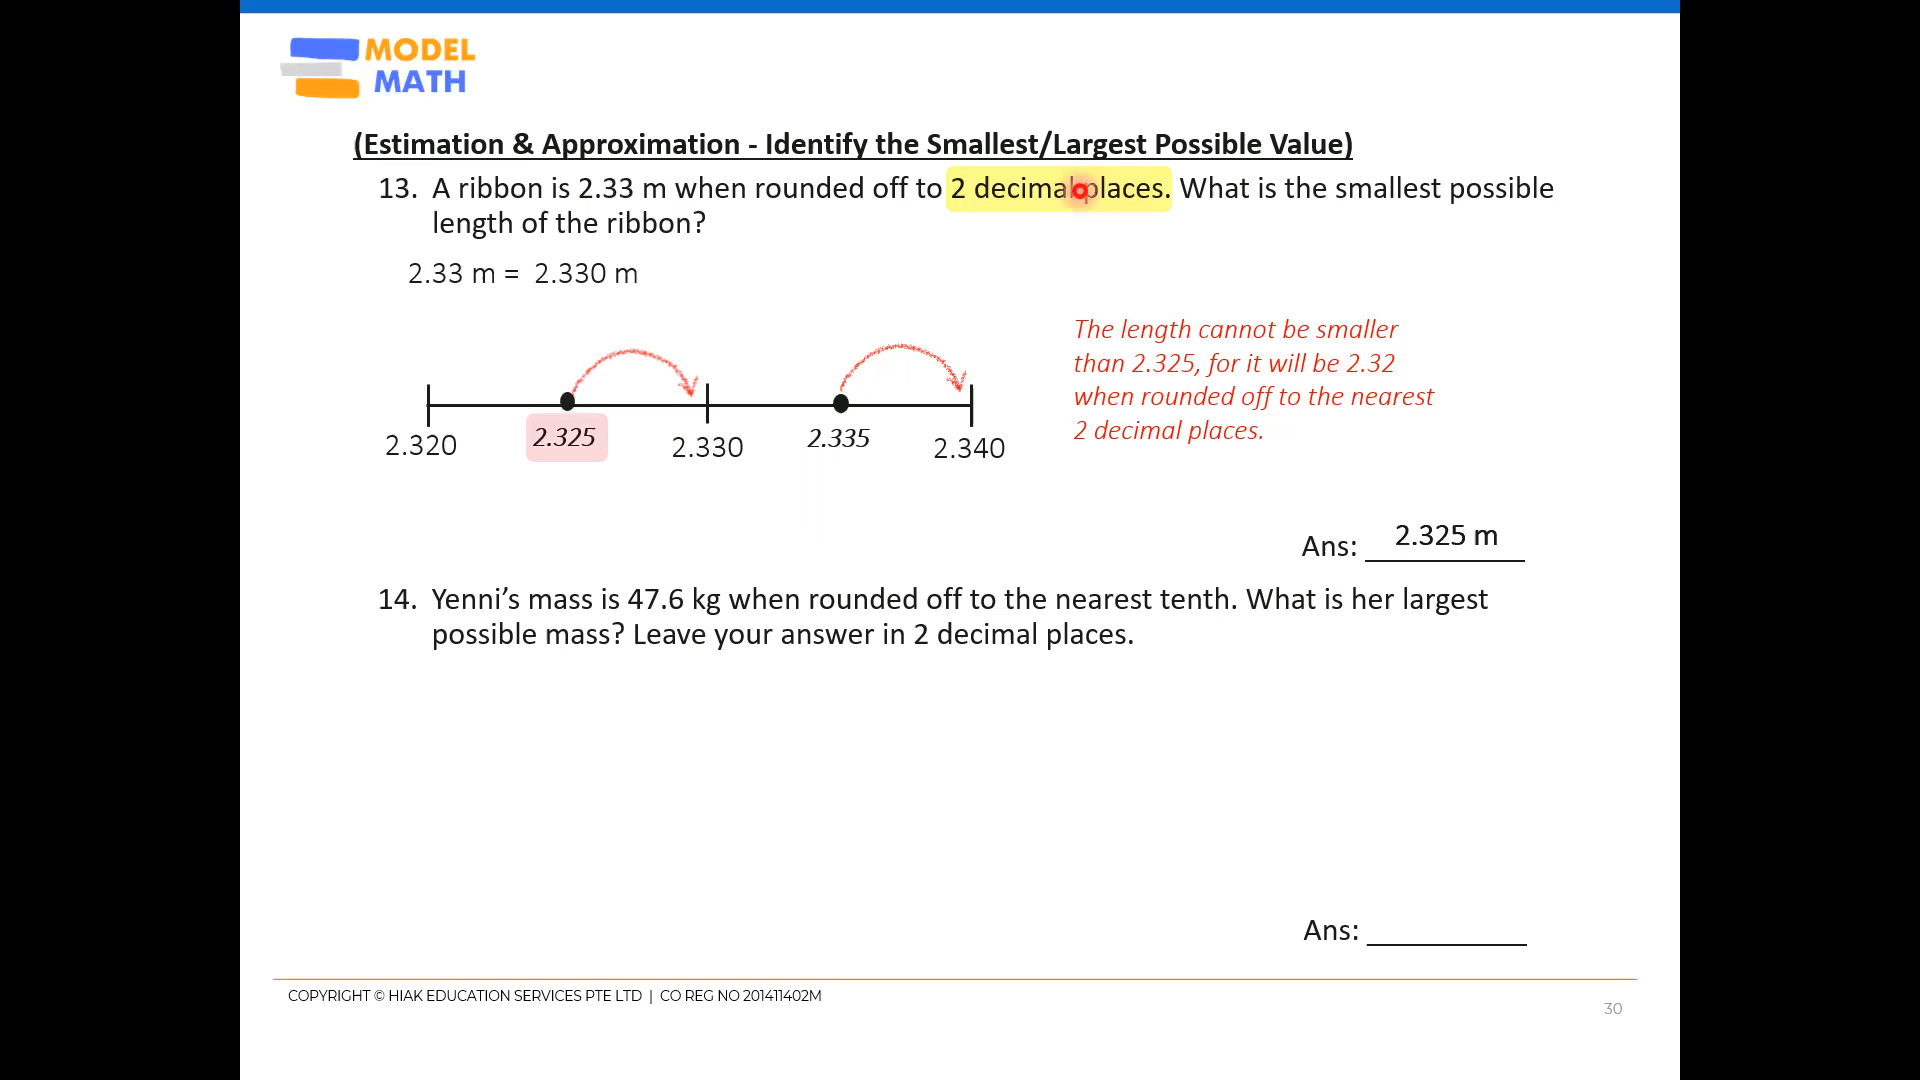 MODEL
MATH
(Estimation & Approximation - Identify the Smallest/Largest Possible Value)
13. A ribbon is 2.33 m when rounded off to 2 decimal places. What is the smallest possible
length of the ribbon?
2.33 m = 2.330 m
The length cannot be smaller
than 2.325, for it will be 2.32
when rounded off to the nearest
2 decimal places.
2.320 2.325 2.330 2.335 2.340
Ans: 2.325 m
14. Yenni’s mass is 47.6 kg when rounded off to the nearest tenth. What is her largest
possible mass? Leave your answer in 2 decimal places.
Ans:
COPYRIGHT © HIAK EDUCATION SERVICES PTE LTD | CO REG NO 201411402M
30